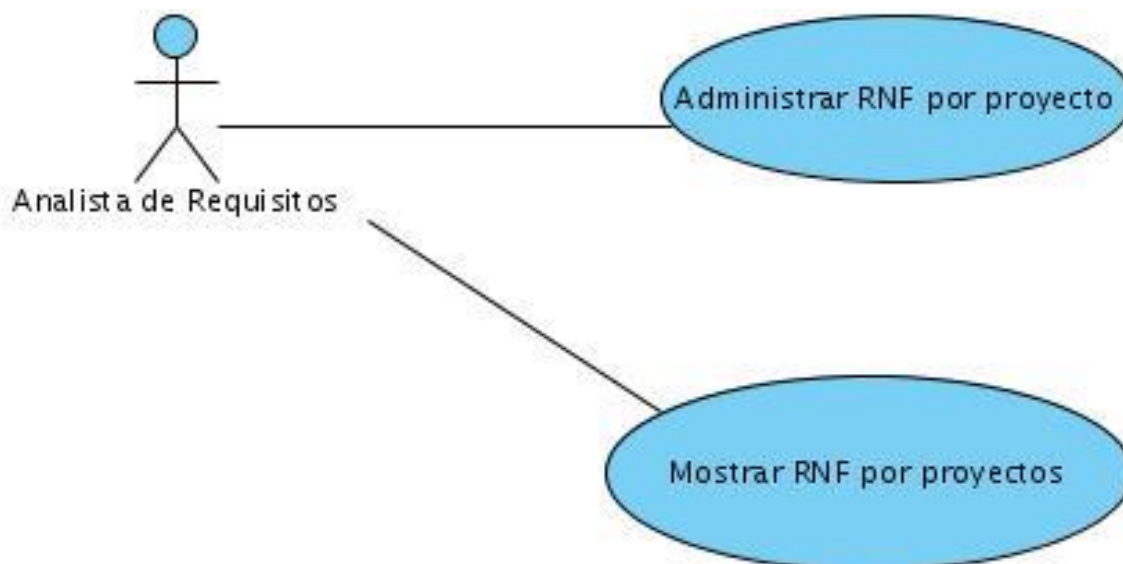 Administrar RNF por proyecto
Analista de Requisitos
Mostrar RNF por proyectos